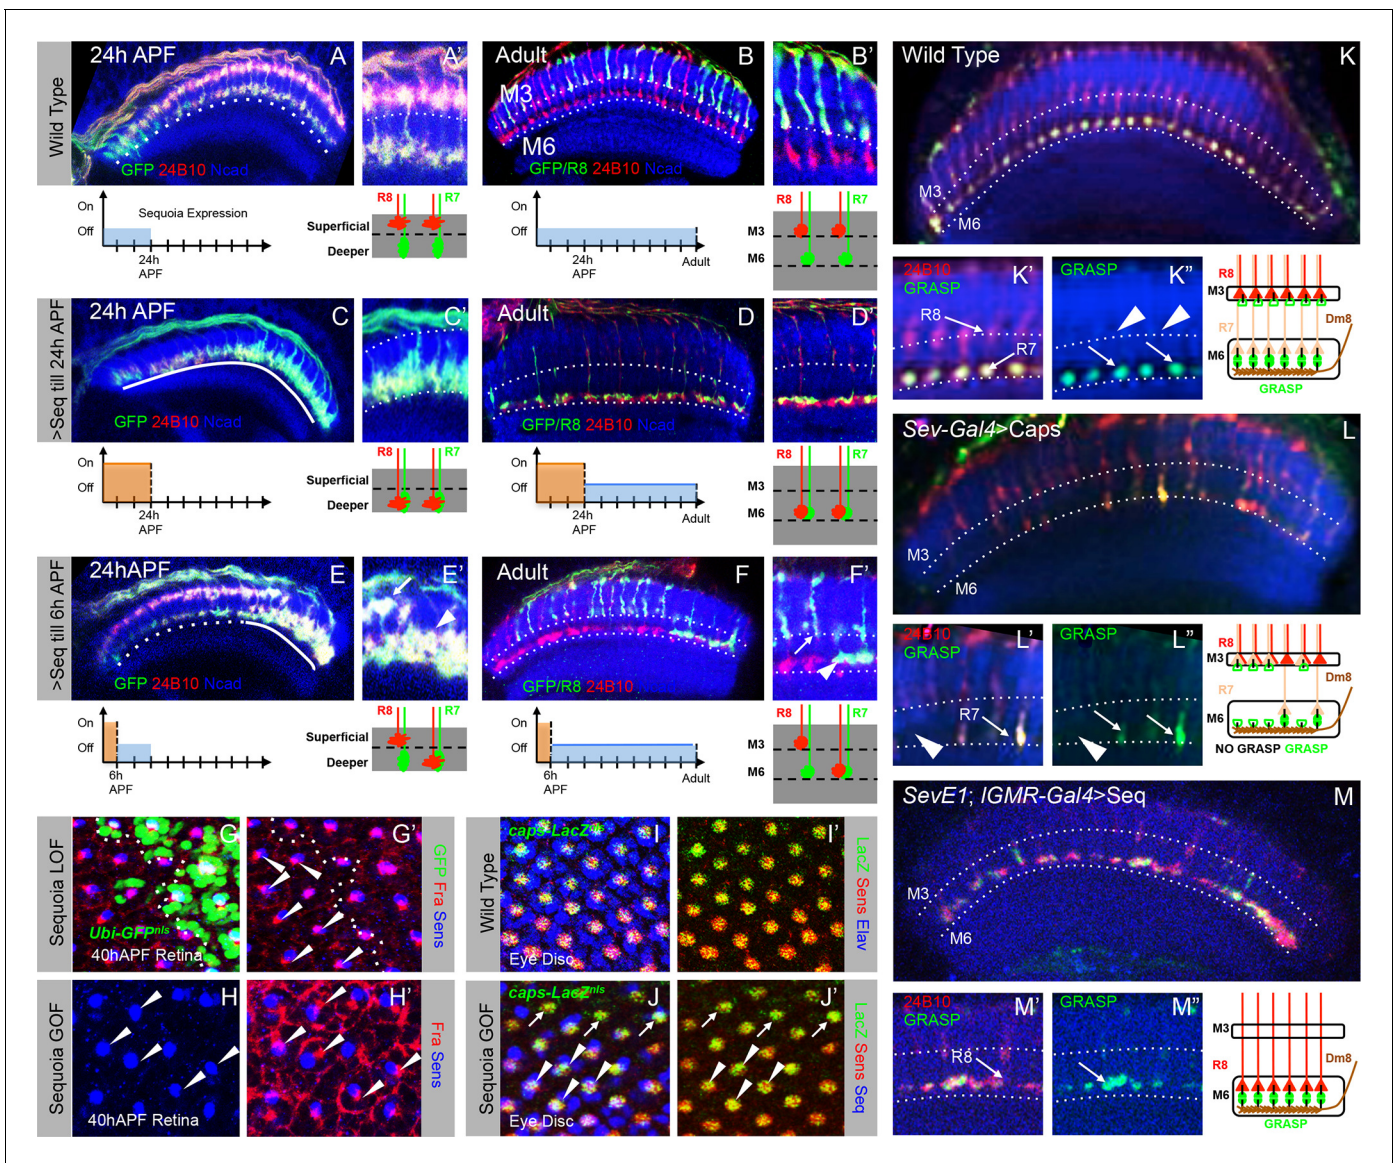 Wild Type
24h APF
A
A'
GFP 24B10 Ncad
Adult
B
B'
M3
M6
GFP/R8 24B10 Ncad
On
Off
Sequoia Expression
24h
APF
R8
R7
Superficial
Deeper
On
Off
24h
APF
Adult
R8
R7
M3
M6
>Seq till 24h APF
24h APF
C
C'
GFP 24B10 Ncad
Adult
D
D'
GFP/R8 24B10 Ncad
On
Off
24h
APF
R8
R7
Superficial
Deeper
On
Off
24h
APF
Adult
R8
R7
M3
M6
>Seq till 6h APF
24hAPF
E
E'
GFP 24B10 Ncad
Adult
F
F'
GFP/R8 24B10
On
Off
6h
APF
R8
R7
Superficial
Deeper
On
Off
6h
APF
Adult
R8
R7
M3
M6
Sequoia LOF
G
Ubi-GFPnls
40hAPF Retina
G'
GFP Fra Sens
Sequoia GOF
H
40hAPF Retina
H'
Fra Sens
Wild Type
caps-LacZ
I
Eye Disc
I'
LacZ Sens Elav
Sequoia GOF
caps-LacZnls
J
Eye Disc
J'
LacZ Sens Seq
Wild Type
K
M3
M6
24B10
GRASP
K'
R8
R7
GRASP
K"
R8
M3
R7
Dm8
M6
GRASP
Sev-Gal4>Caps
L
M3
M6
24B10
GRASP
L'
R7
GRASP
L"
R8
M3
Dm8
R7
M6
NO GRASP GRASP
SevE1; lGMR-Gal4>Seq
M
M3
M6
24B10
GRASP
M'
R8
GRASP
M"
M3
R8
Dm8
M6
GRASP